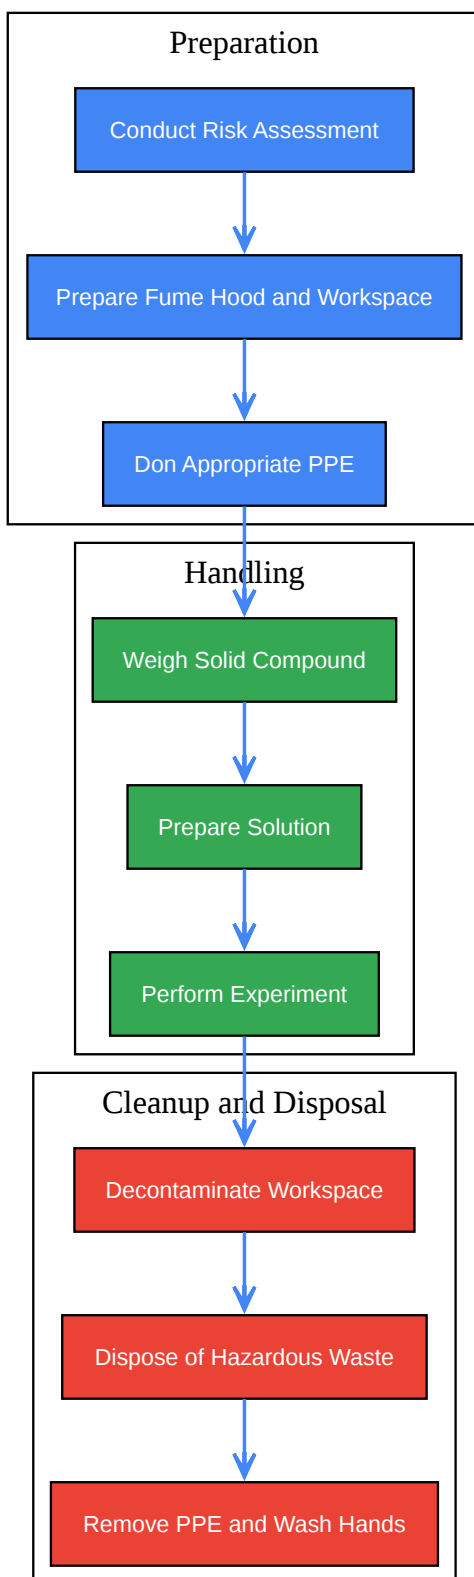 Preparation
Conduct Risk Assessment
Prepare Fume Hood and Workspace
Don Appropriate PPE
Handling
Weigh Solid Compound
Prepare Solution
Perform Experiment
Cleanup and Disposal
Decontaminate Workspace
Dispose of Hazardous Waste
Remove PPE and Wash Hands